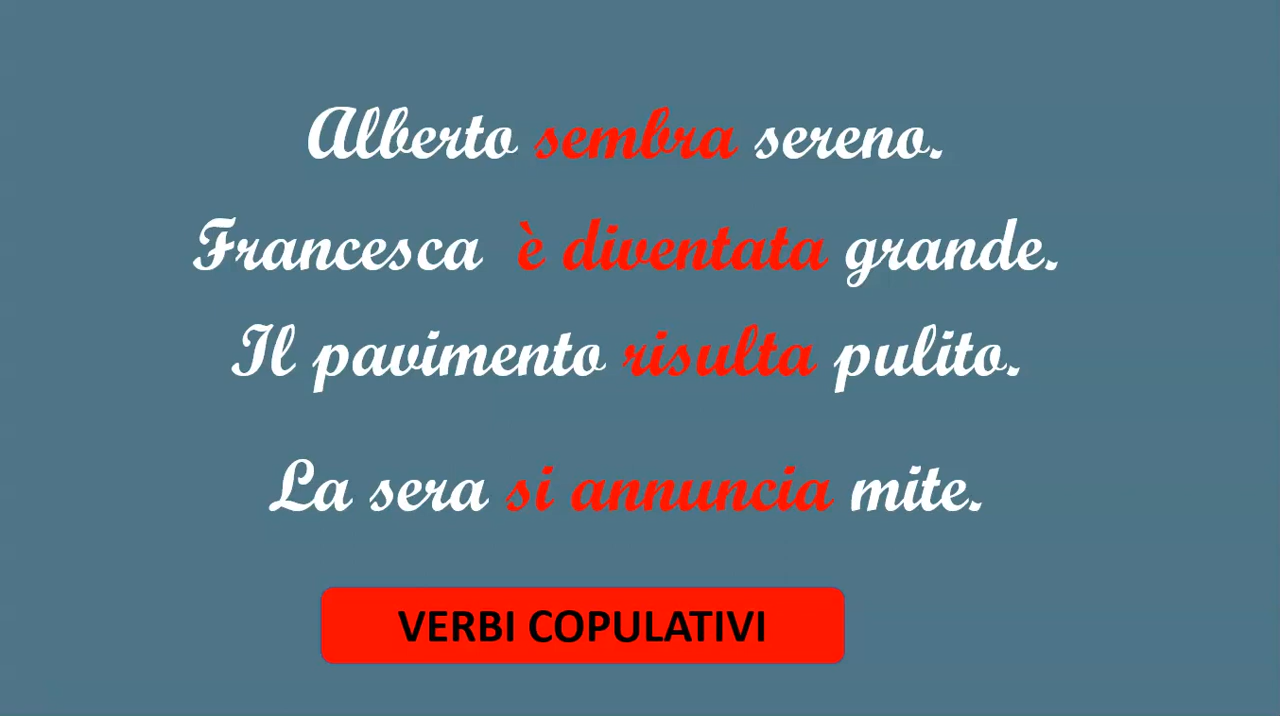 Alberto sembra sereno.
Francesca è diventata grande.
Il pavimento risulta pulito.
La sera si annuncia mite.
VERBI COPULATIVI